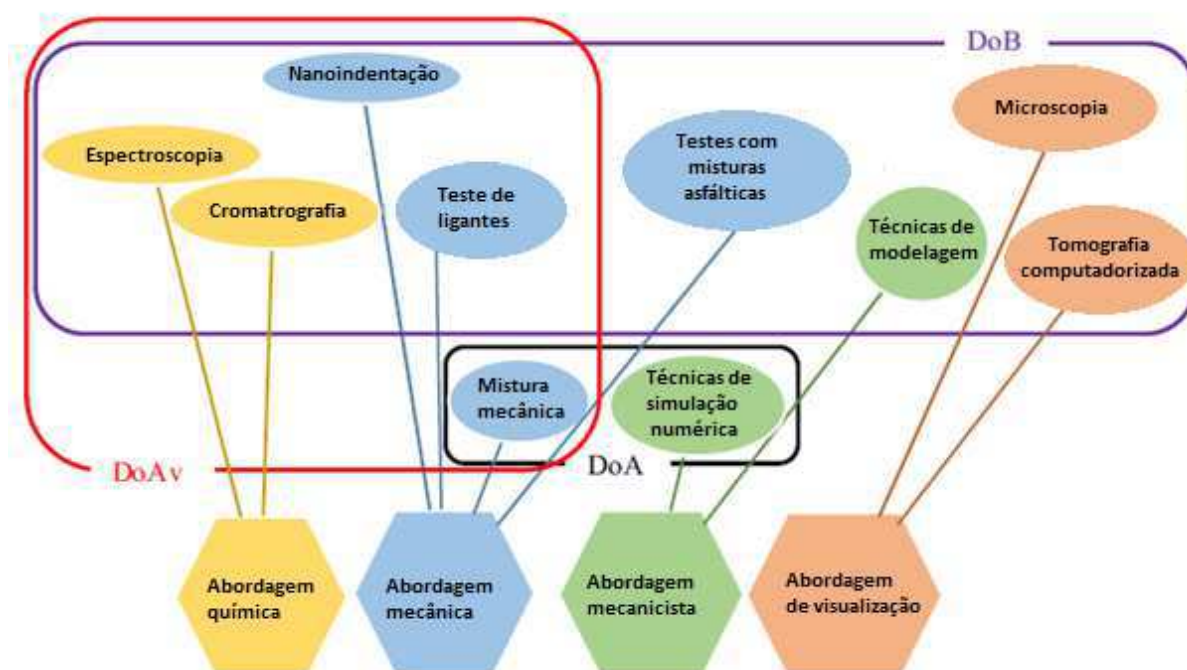 DoB
Nanoindentação
Microscopia
Espectroscopia
Testes com
misturas
asfálticas
Cromatrografia
Teste de
ligantes
Técnicas de
modelagem
Tomografia
computadorizada
Mistura
mecânica
Técnicas de
simulação
numérica
DoAv
DoA
Abordagem
química
Abordagem
mecânica
Abordagem
mecanicista
Abordagem
de visualização